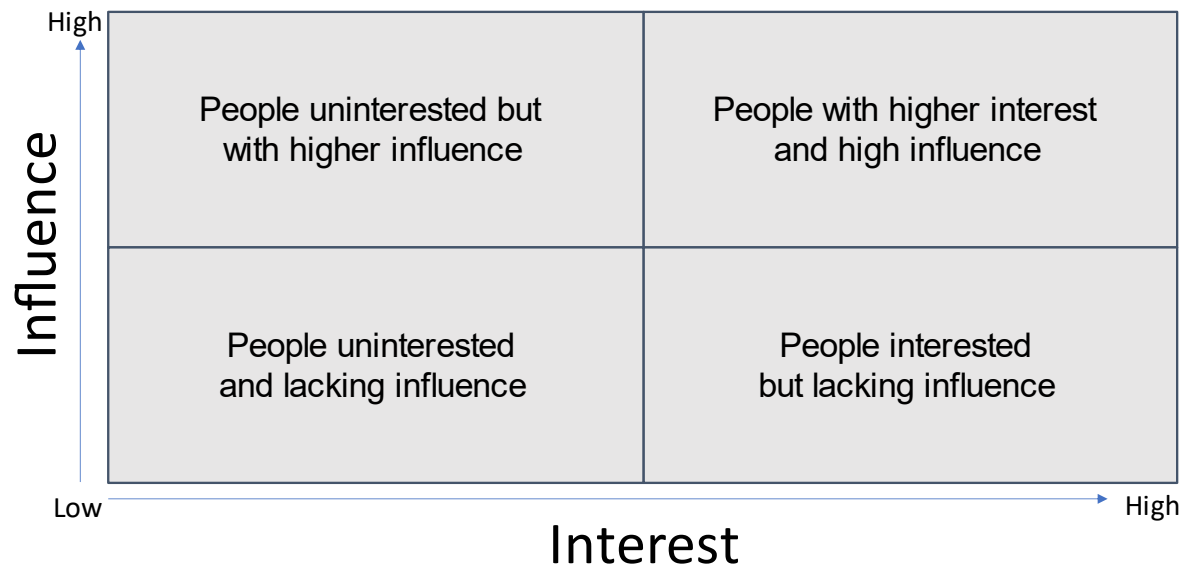 High
People uninterested but
with higher influence
People with higher interest
and high influence
Influence
People uninterested
and lacking influence
People interested
but lacking influence
Low
High
Interest